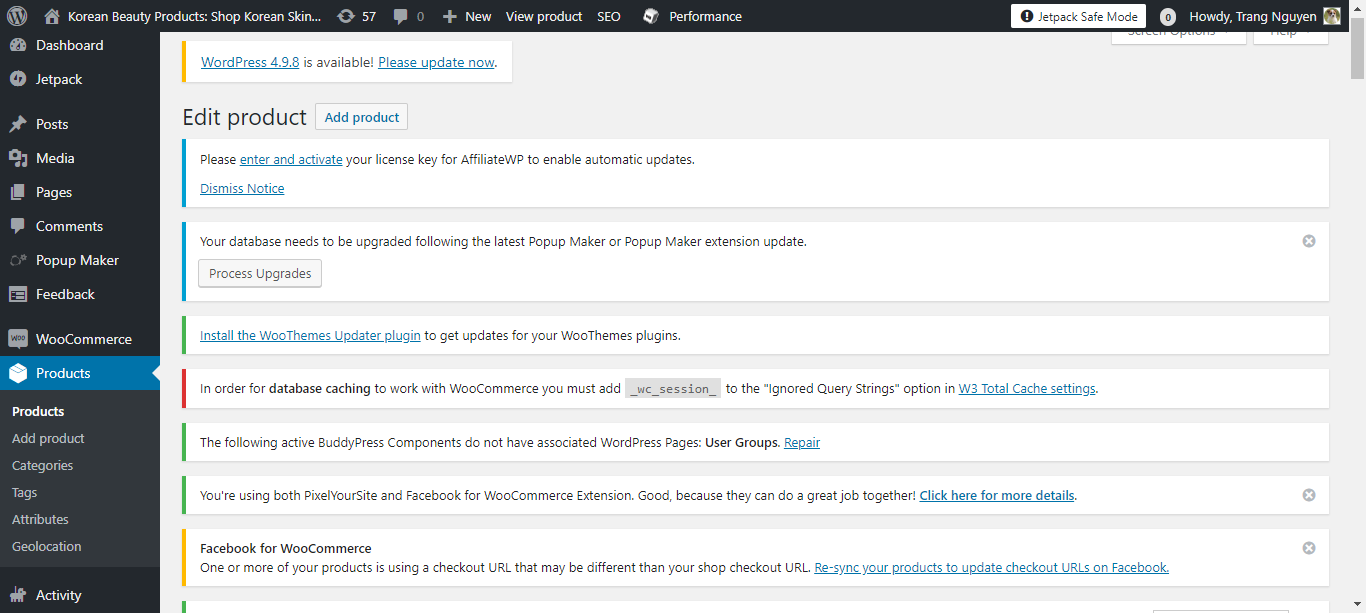 Korean Beauty Products: Shop Korean Skin... 57 0 New View product SEO Performance Jetpack Safe Mode 0 Howdy, Trang Nguyen
Screen Options Help
Dashboard
Jetpack
Posts
Media
Pages
Comments
Popup Maker
Feedback
WooCommerce
Products
Products
Add product
Categories
Tags
Attributes
Geolocation
Activity
WordPress 4.9.8 is available! Please update now.
Edit product Add product
Please enter and activate your license key for AffiliateWP to enable automatic updates.
Dismiss Notice
Your database needs to be upgraded following the latest Popup Maker or Popup Maker extension update.
Process Upgrades
Install the WooThemes Updater plugin to get updates for your WooThemes plugins.
In order for database caching to work with WooCommerce you must add _wc_session_ to the "Ignored Query Strings" option in W3 Total Cache settings.
The following active BuddyPress Components do not have associated WordPress Pages: User Groups. Repair
You're using both PixelYourSite and Facebook for WooCommerce Extension. Good, because they can do a great job together! Click here for more details.
Facebook for WooCommerce
One or more of your products is using a checkout URL that may be different than your shop checkout URL. Re-sync your products to update checkout URLs on Facebook.